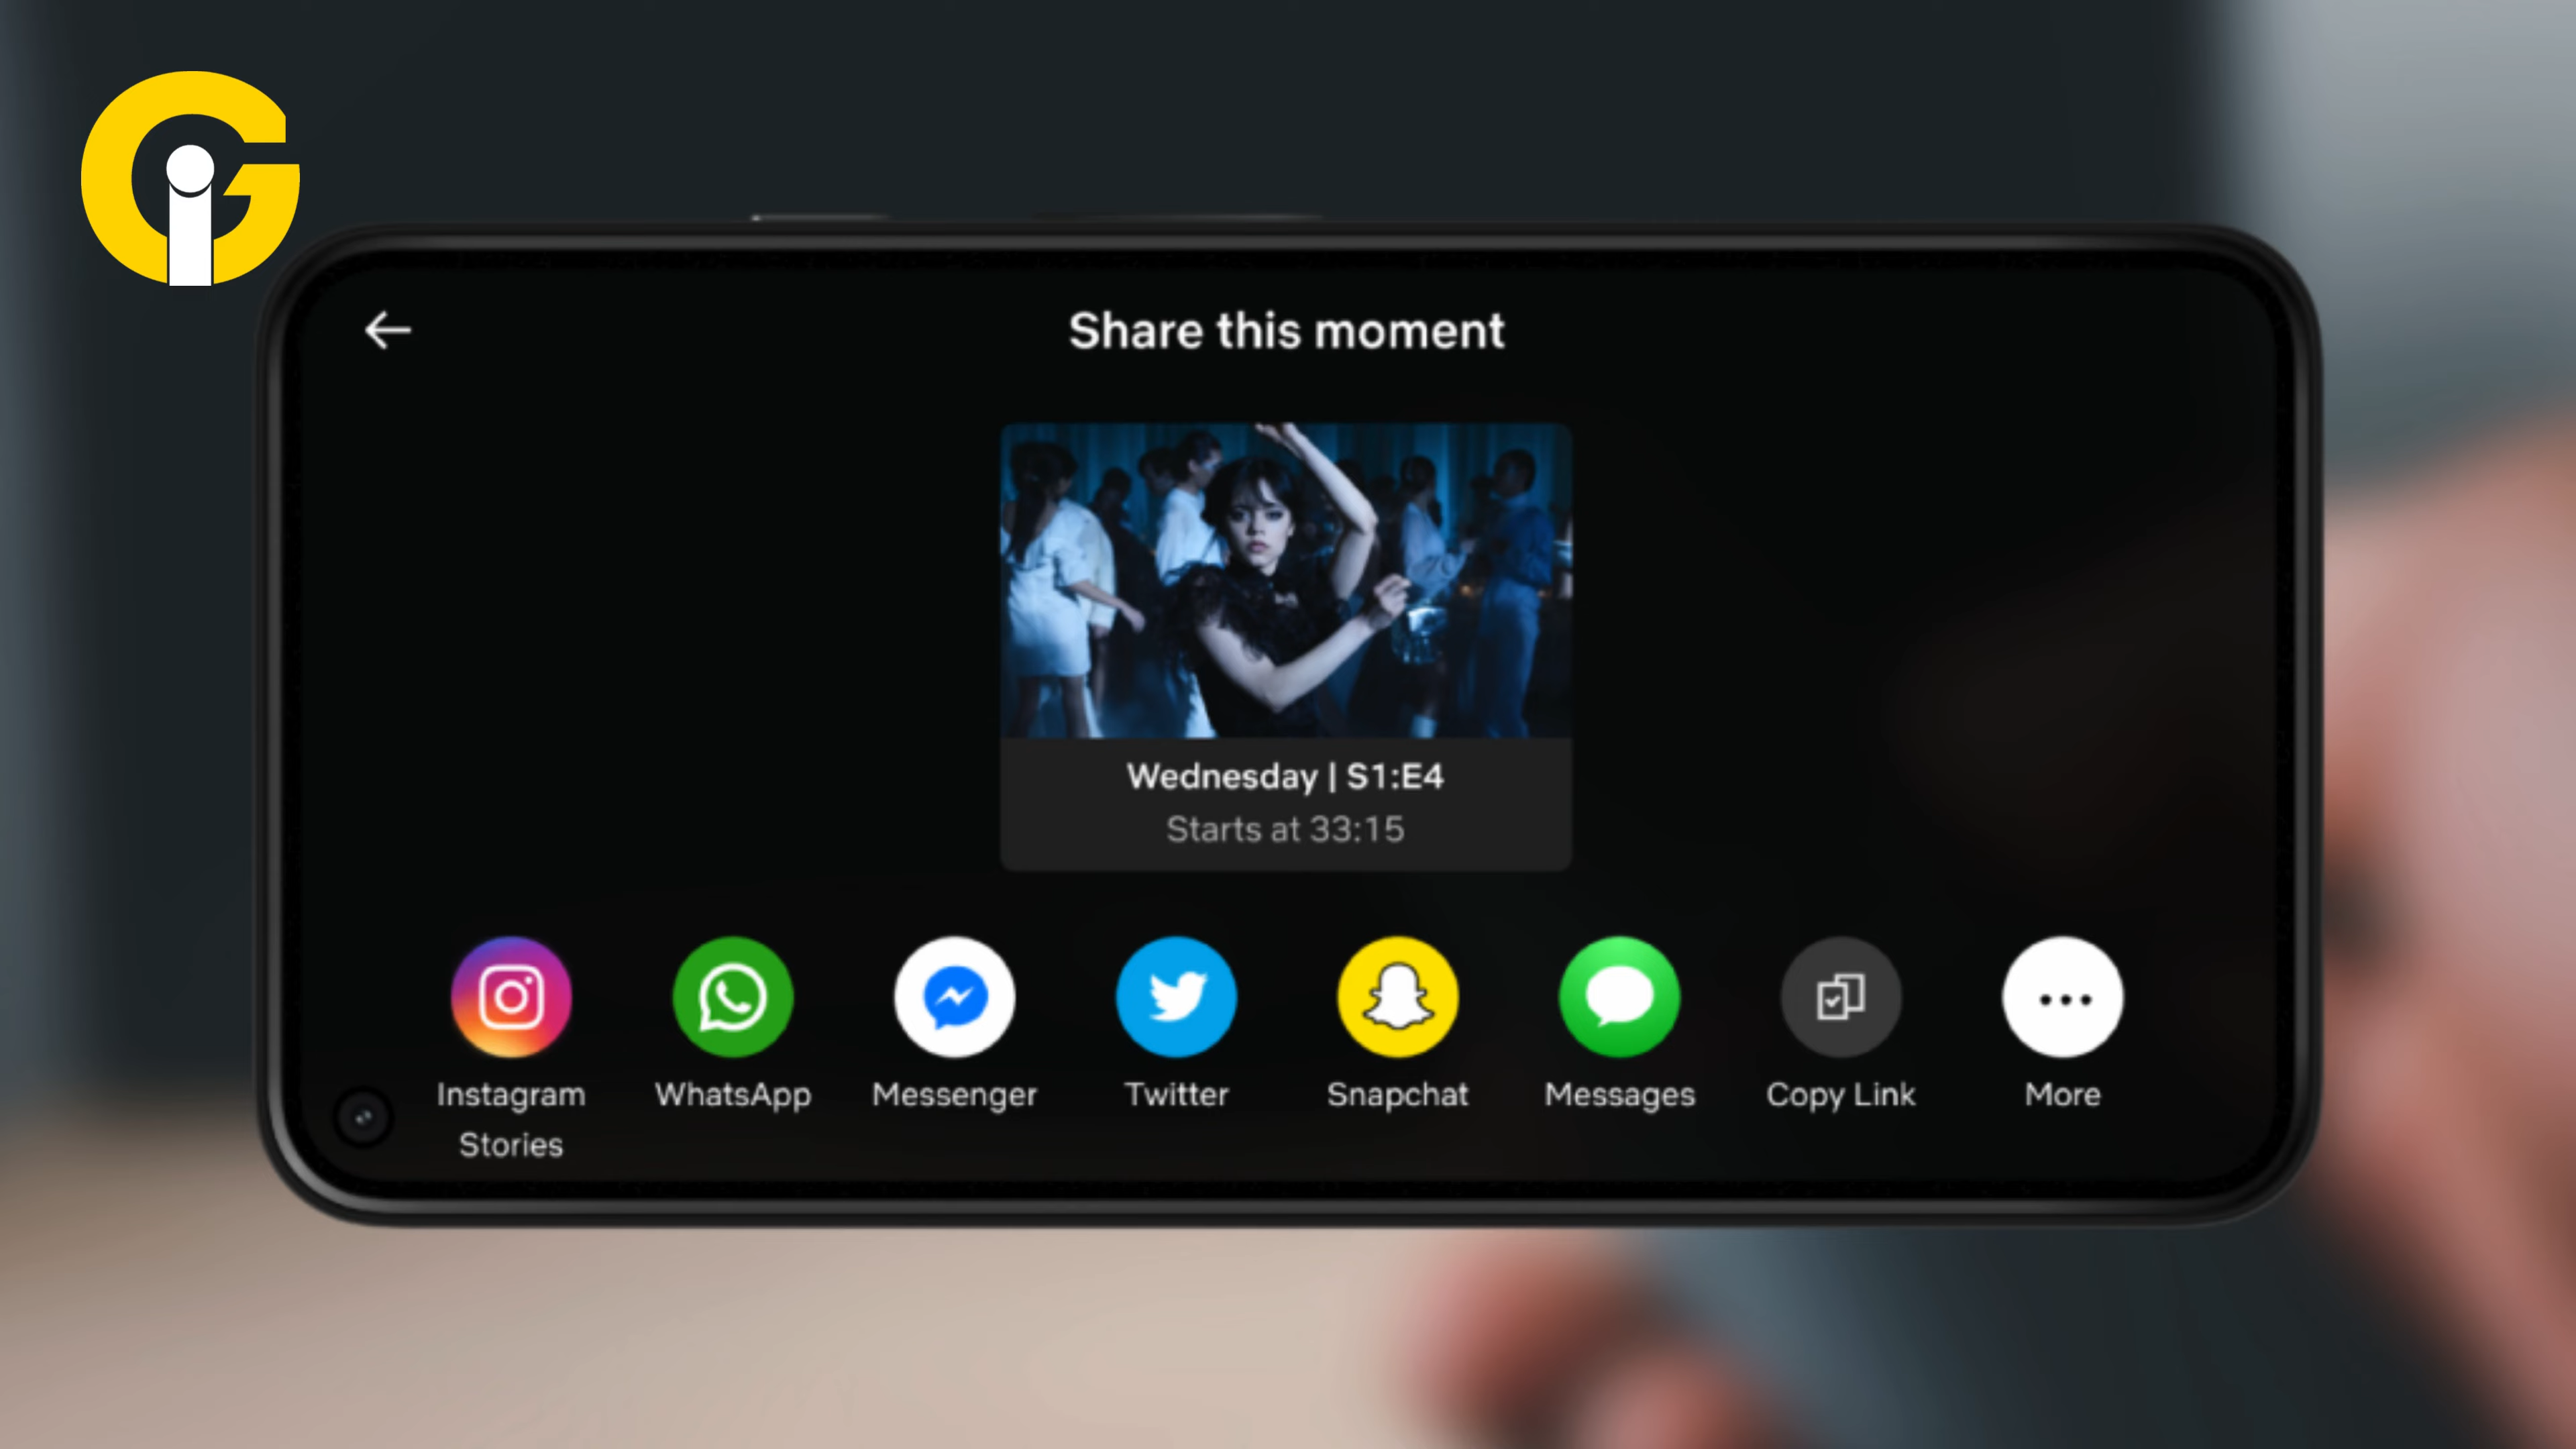 Gi
Share this moment
Wednesday | S1:E4
Starts at 33:15
Instagram
Stories
WhatsApp
Messenger
Twitter
Snapchat
Messages
Copy Link
More